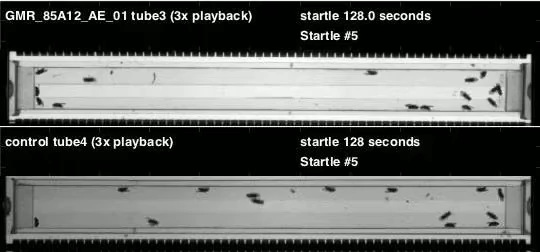 GMR_85A12_AE_01 tube3 (3x playback)
startle 128.0 seconds
Startle #5
control tube4 (3x playback)
startle 128 seconds
Startle #5